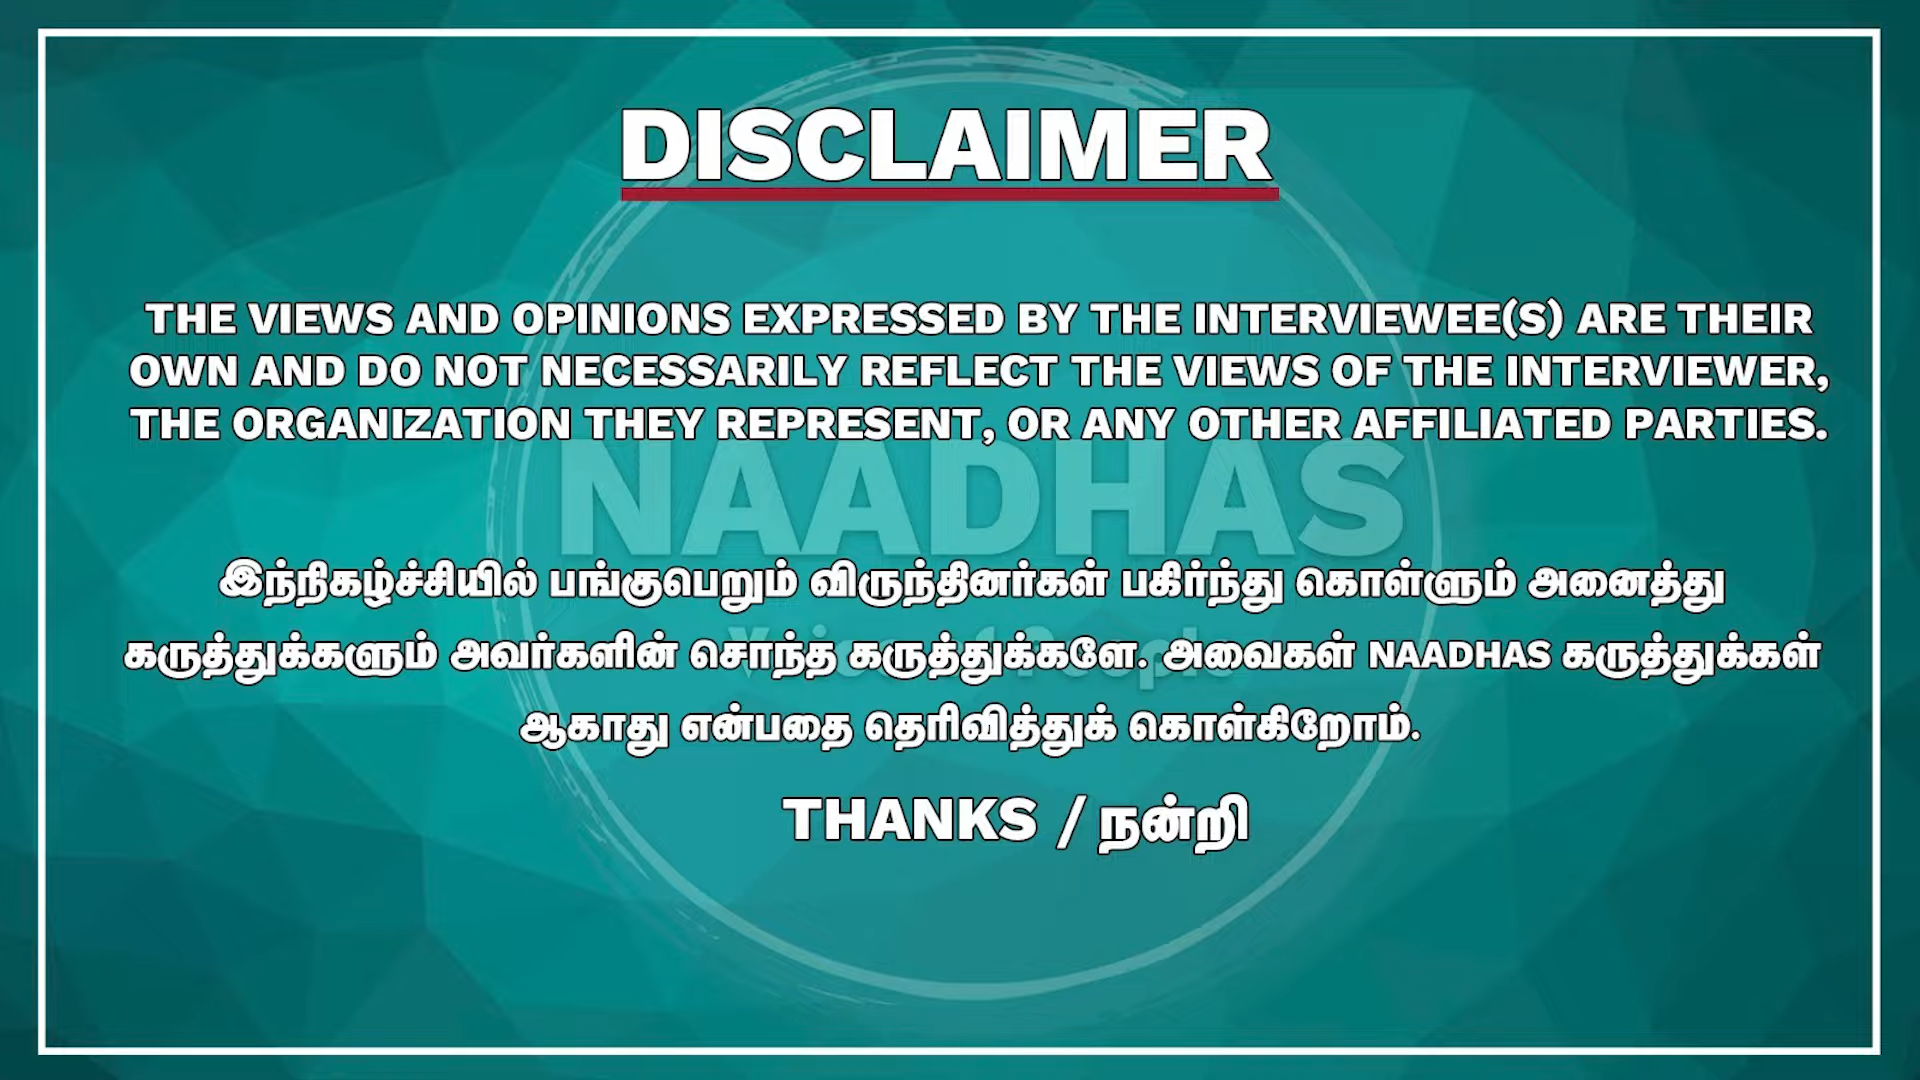 DISCLAIMER
THE VIEWS AND OPINIONS EXPRESSED BY THE INTERVIEWEE(S) ARE THEIR
OWN AND DO NOT NECESSARILY REFLECT THE VIEWS OF THE INTERVIEWER,
THE ORGANIZATION THEY REPRESENT, OR ANY OTHER AFFILIATED PARTIES.
NAADHAS
இந்நிகழ்ச்சியில் பங்குபெறும் விருந்தினர்கள் பகிர்ந்து கொள்ளும் அனைத்து
கருத்துக்களும் அவர்களின் சொந்த கருத்துக்களே. அவைகள் NAADHAS கருத்துக்கள்
ஆகாது என்பதை தெரிவித்துக் கொள்கிறோம்.
THANKS / நன்றி